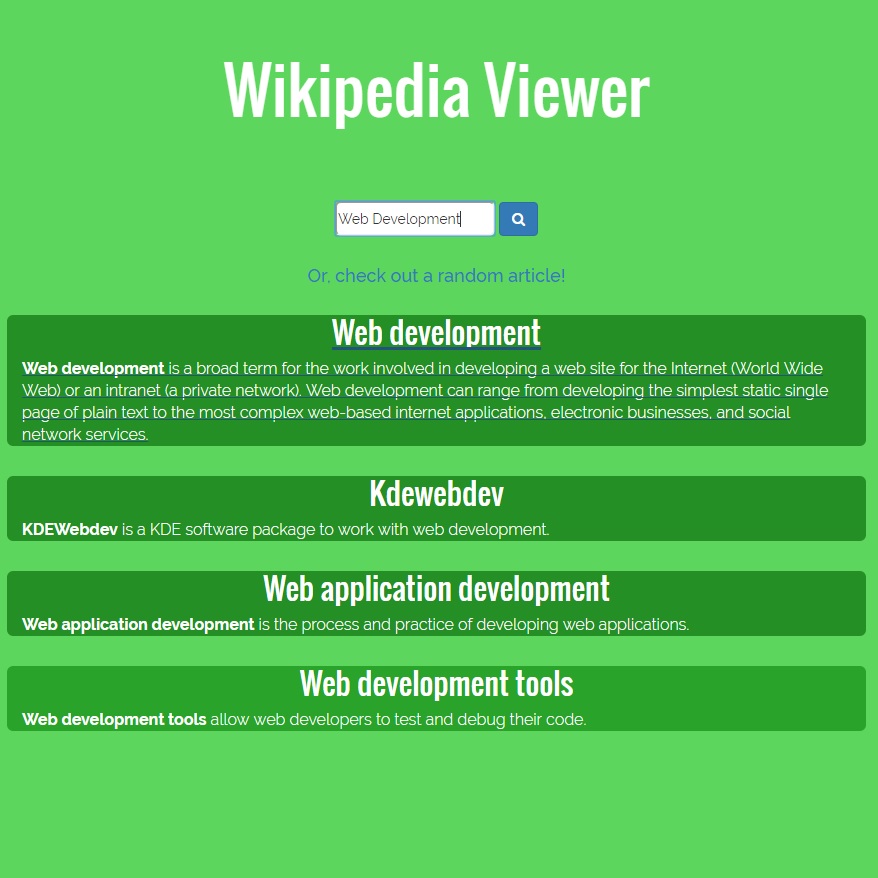 Wikipedia Viewer
Web Development
Or, check out a random article!
Web development
Web development is a broad term for the work involved in developing a web site for the Internet (World Wide
Web) or an intranet (a private network). Web development can range from developing the simplest static single
page of plain text to the most complex web-based internet applications, electronic businesses, and social
network services.
Kdewebdev
KDEWebdev is a KDE software package to work with web development.
Web application development
Web application development is the process and practice of developing web applications.
Web development tools
Web development tools allow web developers to test and debug their code.